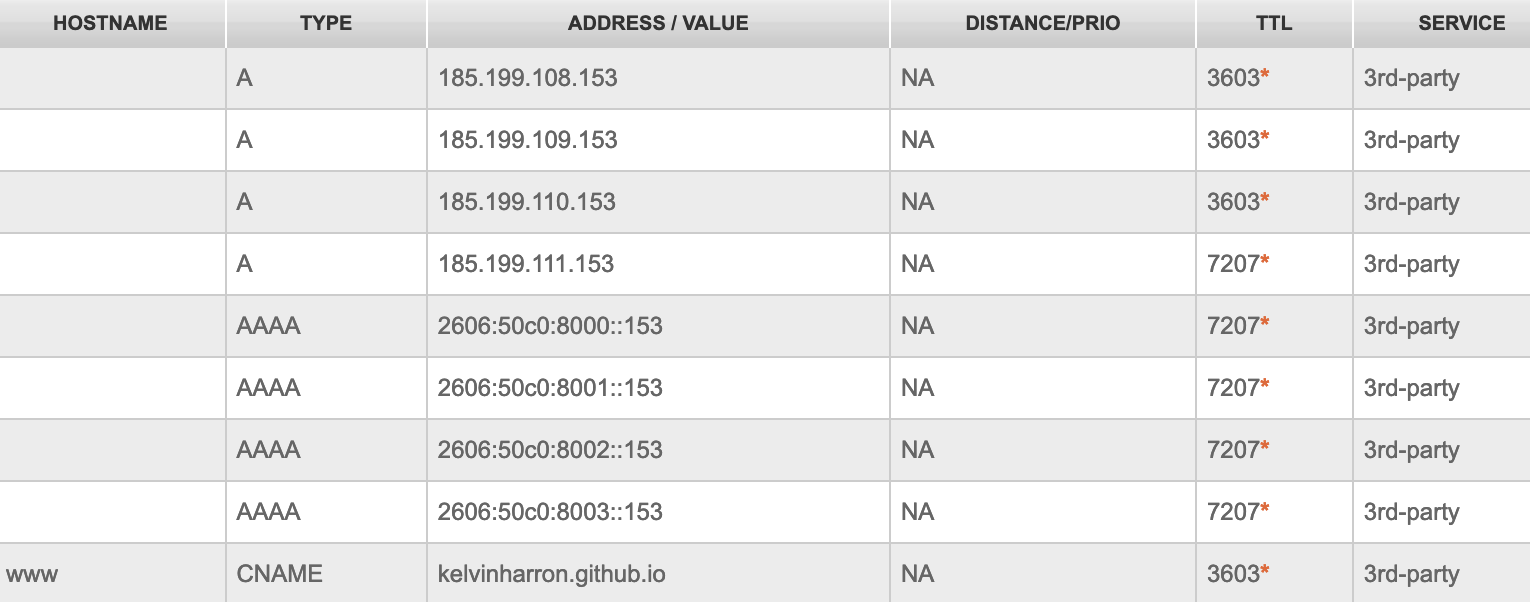 HOSTNAME TYPE ADDRESS / VALUE DISTANCE/PRIO TTL SERVICE
A 185.199.108.153 NA 3603* 3rd-party
A 185.199.109.153 NA 3603* 3rd-party
A 185.199.110.153 NA 3603* 3rd-party
A 185.199.111.153 NA 7207* 3rd-party
AAAA 2606:50c0:8000::153 NA 7207* 3rd-party
AAAA 2606:50c0:8001::153 NA 7207* 3rd-party
AAAA 2606:50c0:8002::153 NA 7207* 3rd-party
AAAA 2606:50c0:8003::153 NA 7207* 3rd-party
www CNAME kelvinharron.github.io NA 3603* 3rd-party